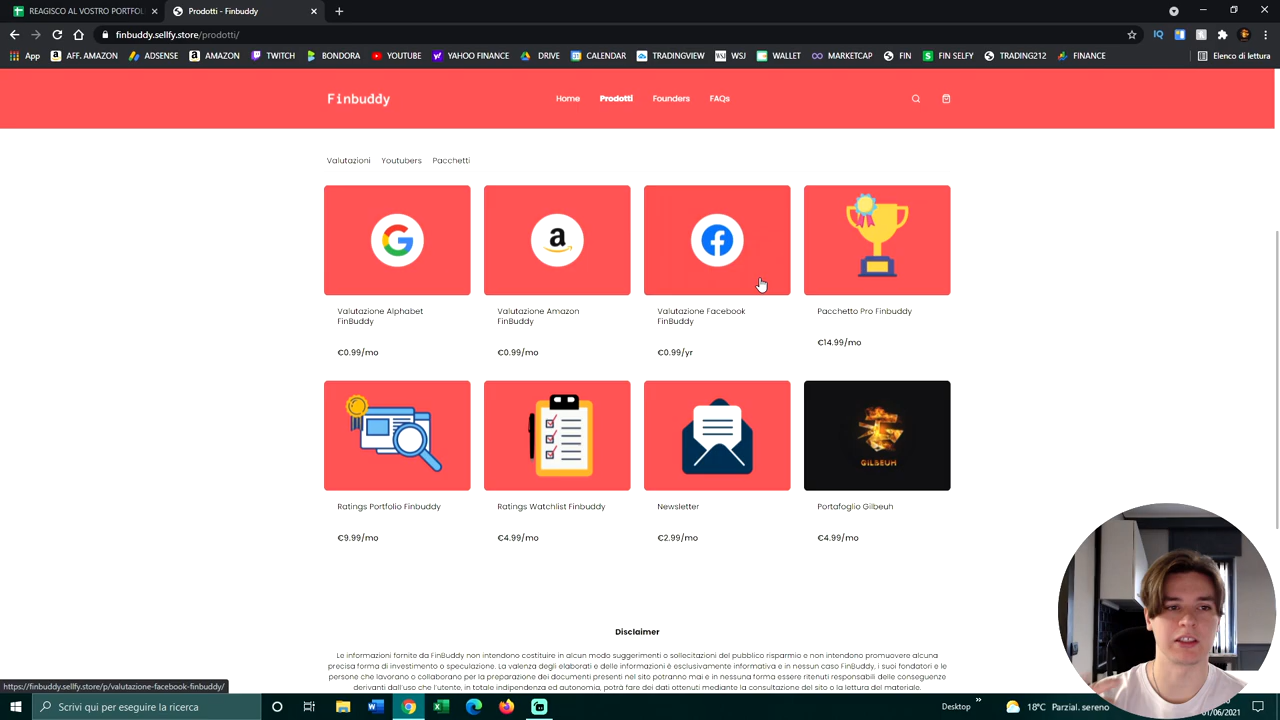 REAGISCO AL VOSTRO PORTFOL
Prodotti - Finbuddy
finbuddy.sellfy.store/prodotti/
App
AFF. AMAZON
ADSENSE
AMAZON
TWITCH
BONDORA
YOUTUBE
YAHOO FINANCE
DRIVE
CALENDAR
TRADINGVIEW
WSJ
WALLET
MARKETCAP
FIN
FIN SELFY
TRADING212
FINANCE
Elenco di lettura
Finbuddy
Home
Prodotti
Founders
FAQs
Valutazioni
Youtubers
Pacchetti
Valutazione Alphabet
FinBuddy
€0.99/mo
Valutazione Amazon
FinBuddy
€0.99/mo
Valutazione Facebook
FinBuddy
€0.99/yr
Pacchetto Pro Finbuddy
€14.99/mo
GILBEUH
Ratings Portfolio Finbuddy
€9.99/mo
Ratings Watchlist Finbuddy
€4.99/mo
Newsletter
€2.99/mo
Portafoglio Gilbeuh
€4.99/mo
Disclaimer
Le informazioni fornite da FinBuddy non intendono costituire in alcun modo suggerimenti o sollecitazioni del pubblico risparmio e non intendono promuovere alcuna
precisa forma di investimento o speculazione. La valenza degli elaborati e delle informazioni è esclusivamente informativa e in nessun caso FinBuddy, i suoi fondatori e le
persone che lavorano o collaborano per la preparazione dei documenti presenti nel sito potranno mai e in nessuna forma essere ritenuti responsabili delle conseguenze
derivanti dall'uso che l'utente, in totale indipendenza ed autonomia, potrà fare dei dati ottenuti mediante la consultazione del sito o la lettura del materiale.
https://finbuddy.sellfy.store/p/valutazione-facebook-finbuddy/
Scrivi qui per eseguire la ricerca
Desktop
18°C Parzial. sereno
01/06/2021